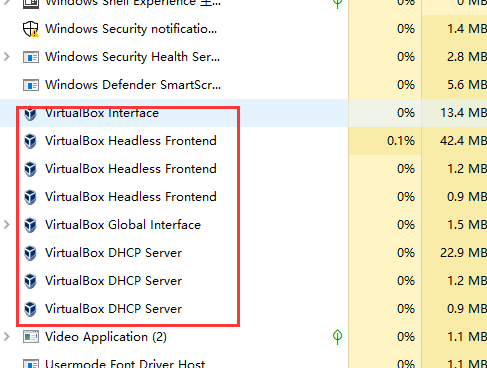 Windows Shell Experience 主... 0% 0 MB
Windows Security notificatio... 0% 1.4 MB
Windows Security Health Ser... 0% 2.8 MB
Windows Defender SmartScr... 0% 5.6 MB
VirtualBox Interface 0% 13.4 MB
VirtualBox Headless Frontend 0.1% 42.4 MB
VirtualBox Headless Frontend 0% 1.2 MB
VirtualBox Headless Frontend 0% 0.9 MB
VirtualBox Global Interface 0% 1.5 MB
VirtualBox DHCP Server 0% 22.9 MB
VirtualBox DHCP Server 0% 1.2 MB
VirtualBox DHCP Server 0% 0.9 MB
Video Application (2) 0% 1.1 MB
Usermode Font Driver Host 0% 1.1 MB